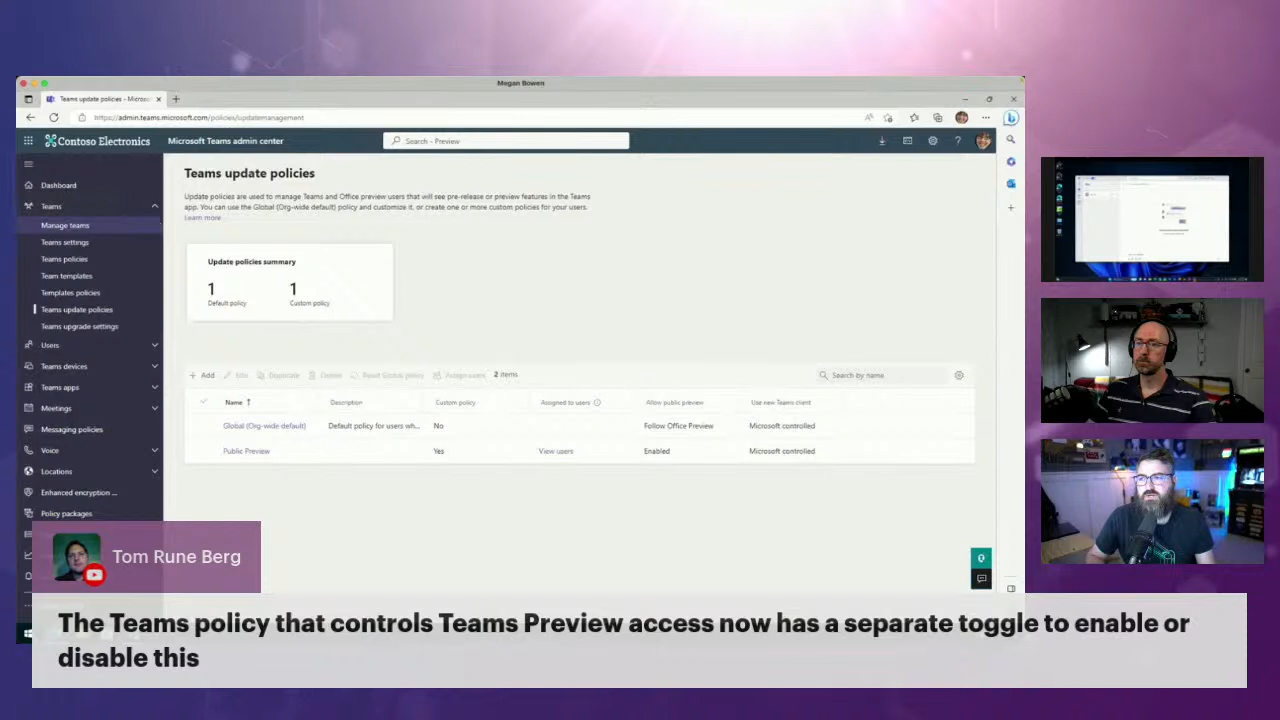 Megan Bowen
Teams update policies - Micros
https://admin.teams.microsoft.com/policies/updatemanagement
Contoso Electronics
Microsoft Teams admin center
Search - Preview
Dashboard
Teams
Manage teams
Teams settings
Teams policies
Team templates
Templates policies
Teams update policies
Teams upgrade settings
Users
Teams devices
Teams apps
Meetings
Messaging policies
Voice
Locations
Enhanced encryption ...
Policy packages
Teams update policies
Update policies are used to manage Teams and Office preview users that will see pre-release or preview features in the Teams
app. You can use the Global (Org-wide default) policy and customize it, or create one or more custom policies for your users.
Learn more
Update policies summary
1 1
Default policy Custom policy
+ Add Edit Duplicate Delete Reset Global policy Assign users 2 items Search by name
Name ↑ Description Custom policy Assigned to users Allow public preview Use new Teams client
Global (Org-wide default) Default policy for users wh... No Follow Office Preview Microsoft controlled
Public Preview Yes View users Enabled Microsoft controlled
Tom Rune Berg
The Teams policy that controls Teams Preview access now has a separate toggle to enable or
disable this